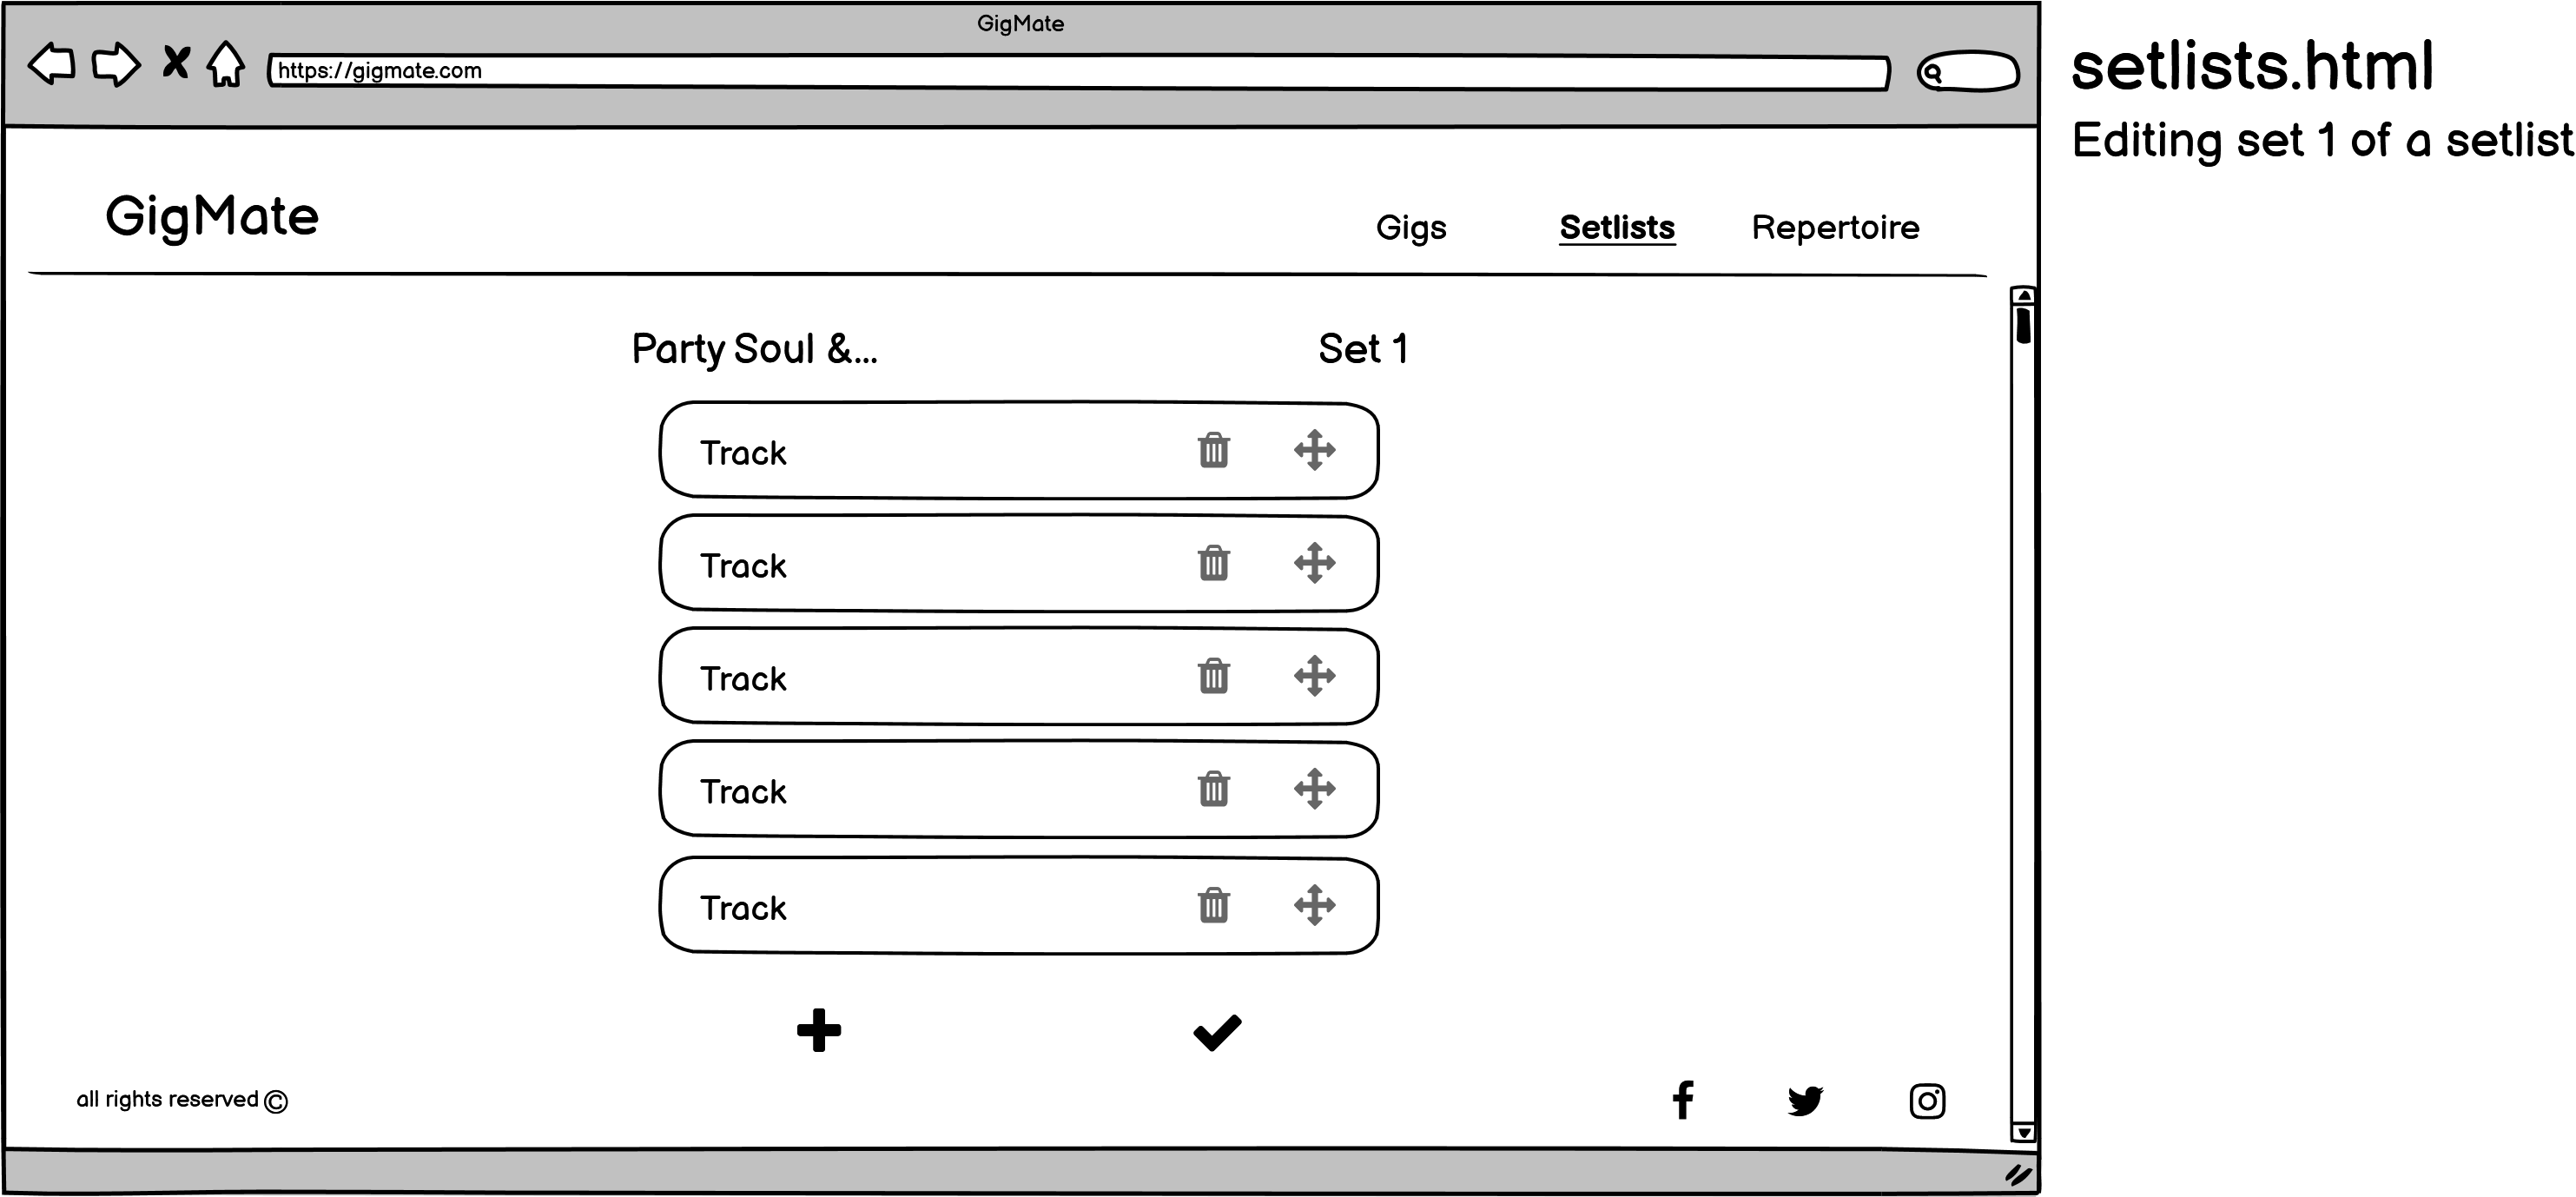 GigMate
https://gigmate.com
setlists.html
Editing set 1 of a setlist
GigMate
Gigs Setlists Repertoire
Party Soul &... Set 1
Track
Track
Track
Track
Track
all rights reserved ©